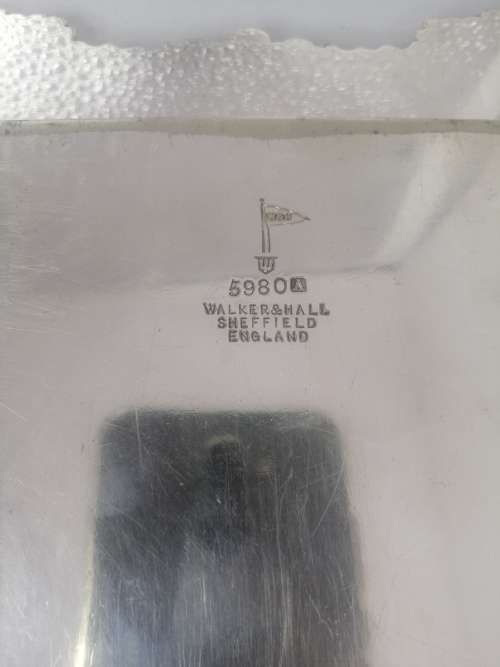 W
5980 A
WALKER&HALL
SHEFFIELD
ENGLAND